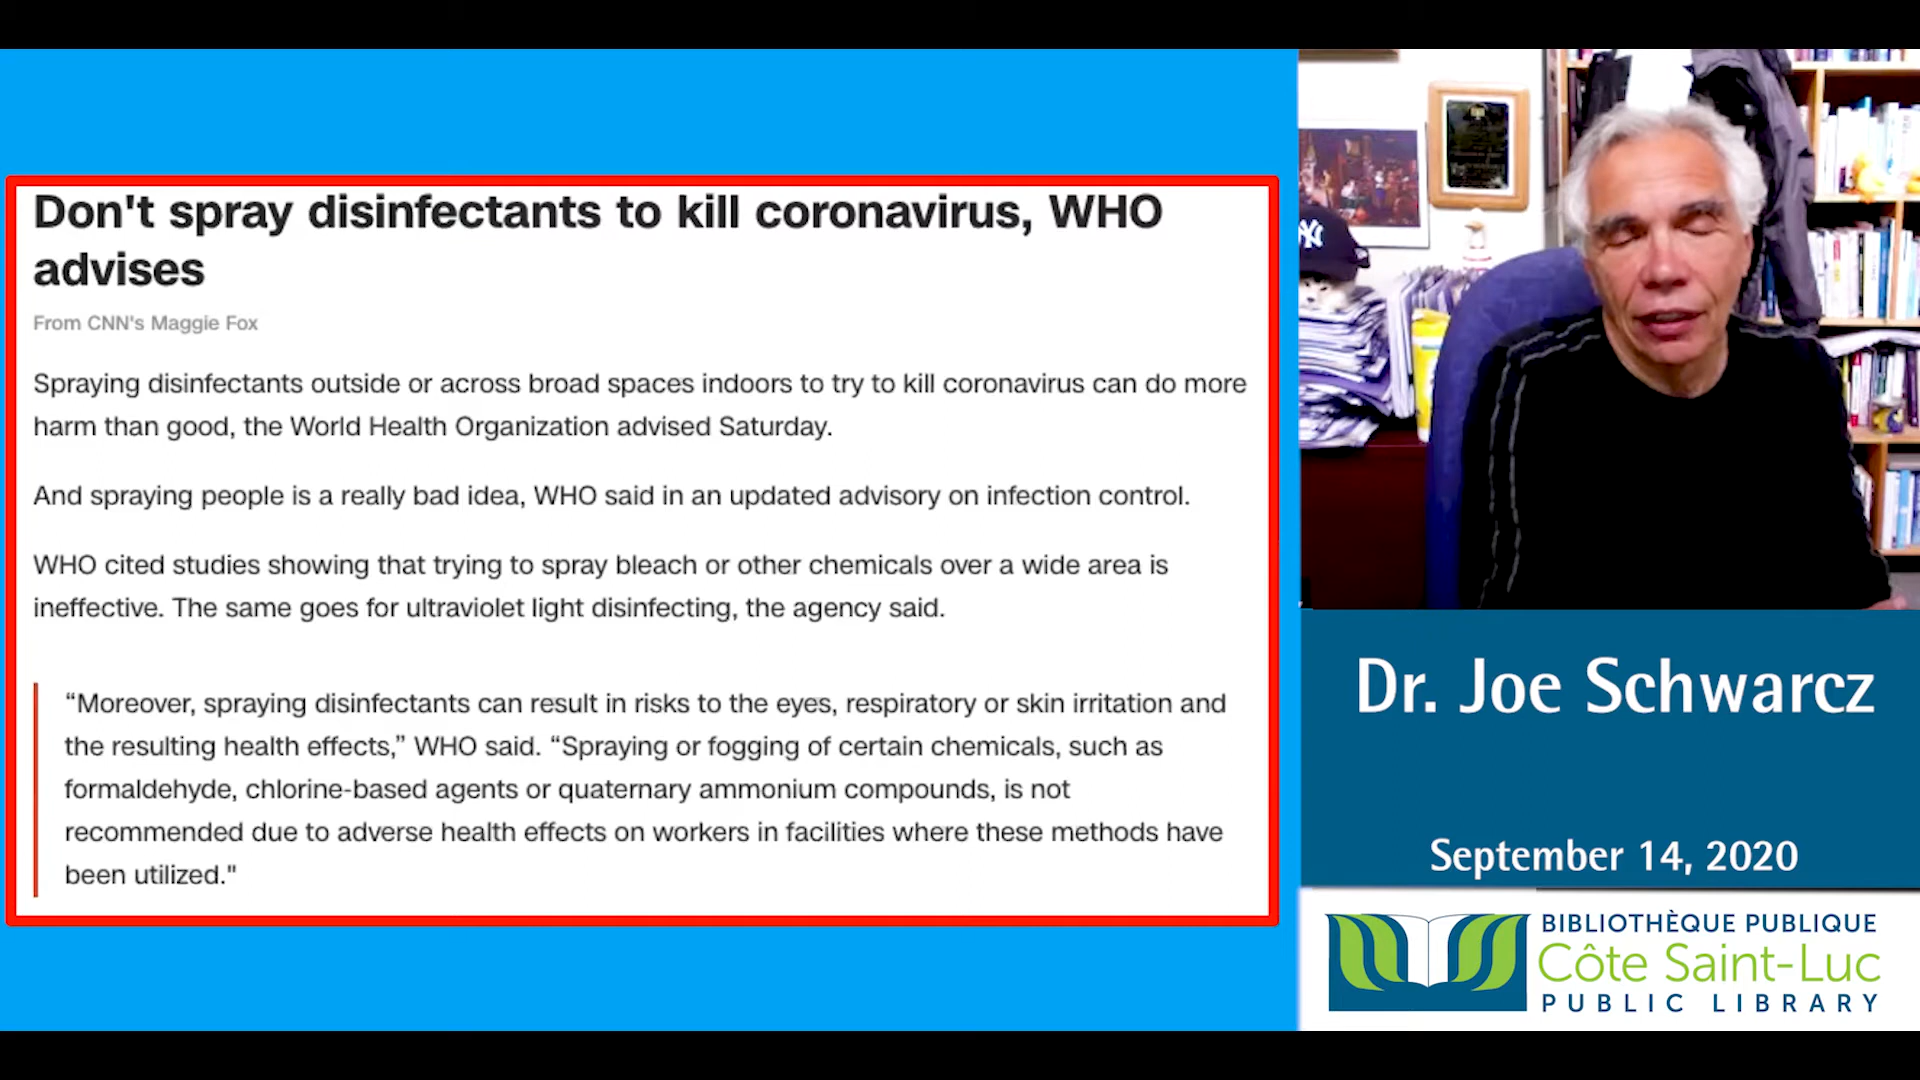 Don't spray disinfectants to kill coronavirus, WHO
advises
From CNN's Maggie Fox
Spraying disinfectants outside or across broad spaces indoors to try to kill coronavirus can do more
harm than good, the World Health Organization advised Saturday.
And spraying people is a really bad idea, WHO said in an updated advisory on infection control.
WHO cited studies showing that trying to spray bleach or other chemicals over a wide area is
ineffective. The same goes for ultraviolet light disinfecting, the agency said.
“Moreover, spraying disinfectants can result in risks to the eyes, respiratory or skin irritation and
the resulting health effects,” WHO said. “Spraying or fogging of certain chemicals, such as
formaldehyde, chlorine-based agents or quaternary ammonium compounds, is not
recommended due to adverse health effects on workers in facilities where these methods have
been utilized."
NY
Dr. Joe Schwarcz
September 14, 2020
BIBLIOTHÈQUE PUBLIQUE
Côte Saint-Luc
PUBLIC LIBRARY